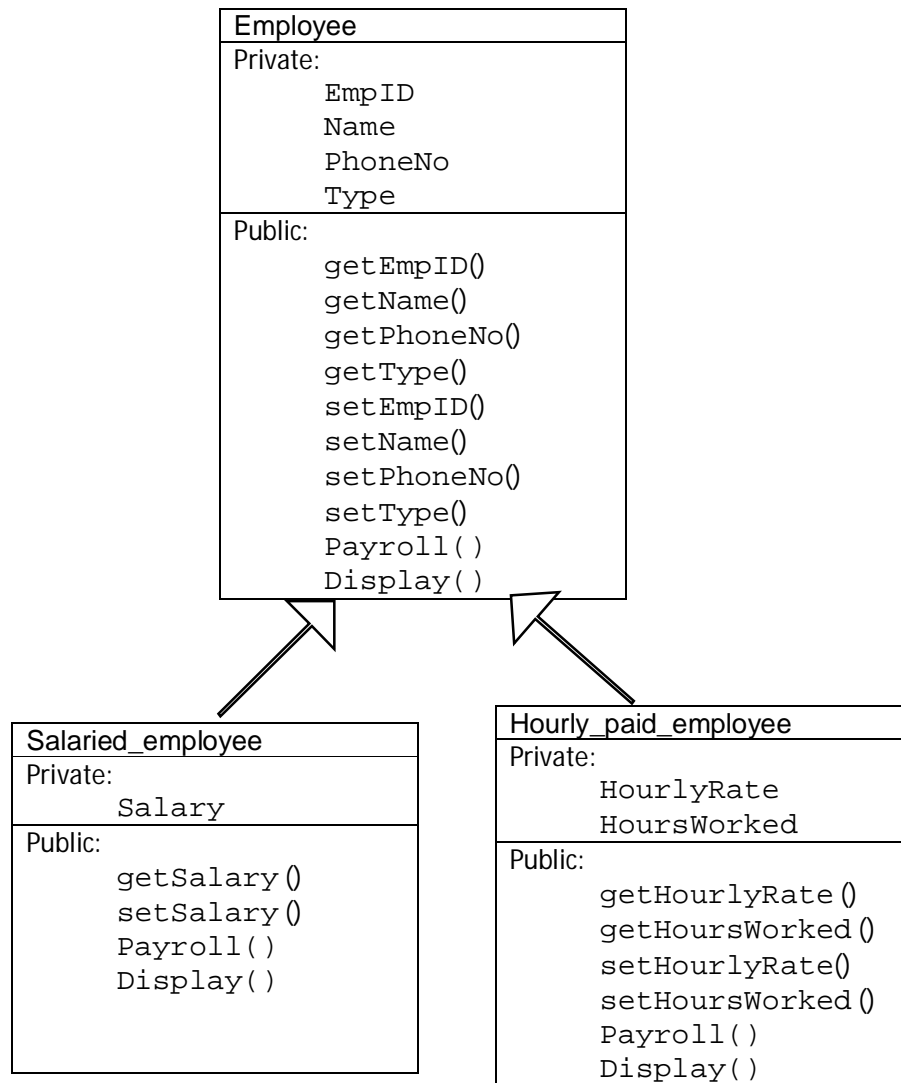 Employee
Private:
EmpID
Name
PhoneNo
Type
Public:
getEmpID()
getName()
getPhoneNo()
getType()
setEmpID()
setName()
setPhoneNo()
setType()
Payroll()
Display()
Salaried_employee
Private:
Salary
Public:
getSalary()
setSalary()
Payroll()
Display()
Hourly_paid_employee
Private:
HourlyRate
HoursWorked
Public:
getHourlyRate()
getHoursWorked()
setHourlyRate()
setHoursWorked()
Payroll()
Display()